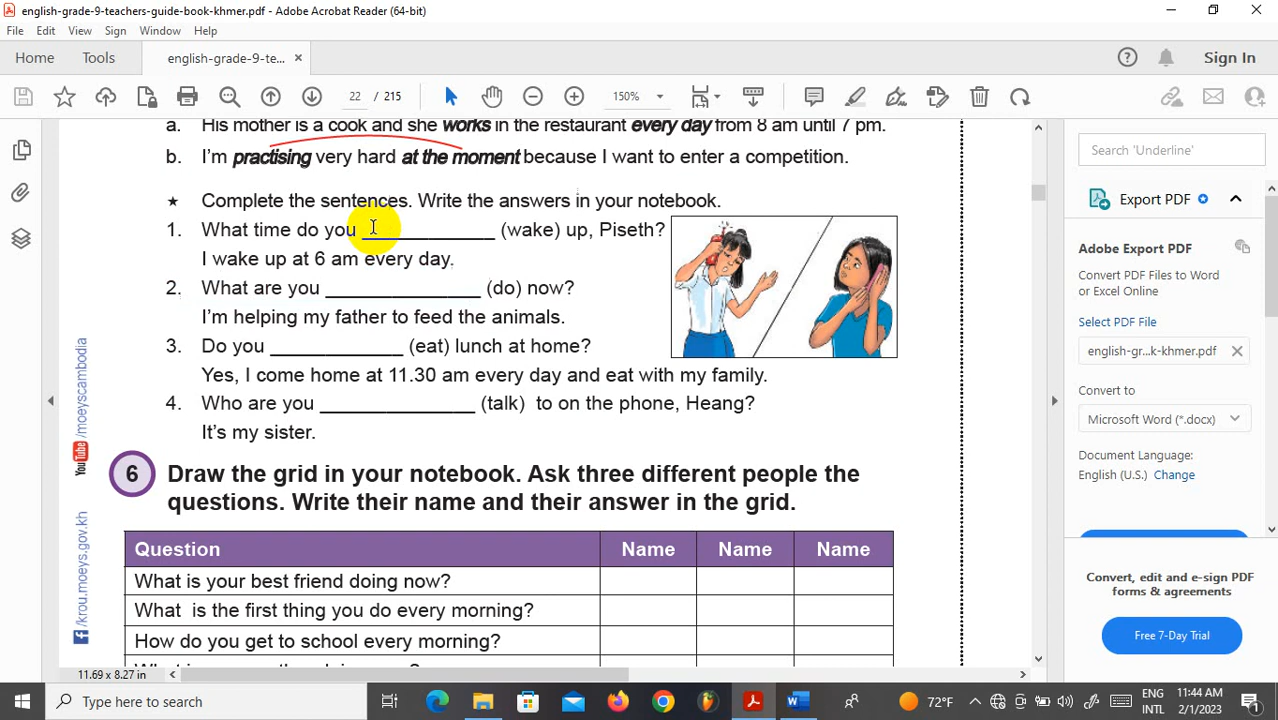 english-grade-9-teachers-guide-book-khmer.pdf - Adobe Acrobat Reader (64-bit)
File Edit View Sign Window Help
Home Tools english-grade-9-te... × Sign In
22 / 215 150%
a. His mother is a cook and she works in the restaurant every day from 8 am until 7 pm.
b. I'm practising very hard at the moment because I want to enter a competition.
★ Complete the sentences. Write the answers in your notebook.
1. What time do you _____________ (wake) up, Piseth?
I wake up at 6 am every day.
2. What are you _______________ (do) now?
I'm helping my father to feed the animals.
3. Do you _____________ (eat) lunch at home?
Yes, I come home at 11.30 am every day and eat with my family.
4. Who are you _______________ (talk) to on the phone, Heang?
It's my sister.
6 Draw the grid in your notebook. Ask three different people the
questions. Write their name and their answer in the grid.
Question Name Name Name
What is your best friend doing now?
What is the first thing you do every morning?
How do you get to school every morning?
YouTube /moeyscambodia
f /krou.moeys.gov.kh
11.69 x 8.27 in
Search 'Underline'
Export PDF
Adobe Export PDF
Convert PDF Files to Word
or Excel Online
Select PDF File
english-gr...k-khmer.pdf
Convert to
Microsoft Word (*.docx)
Document Language:
English (U.S.) Change
Convert, edit and e-sign PDF
forms & agreements
Free 7-Day Trial
Type here to search
72°F
ENG
INTL
11:44 AM
2/1/2023
1